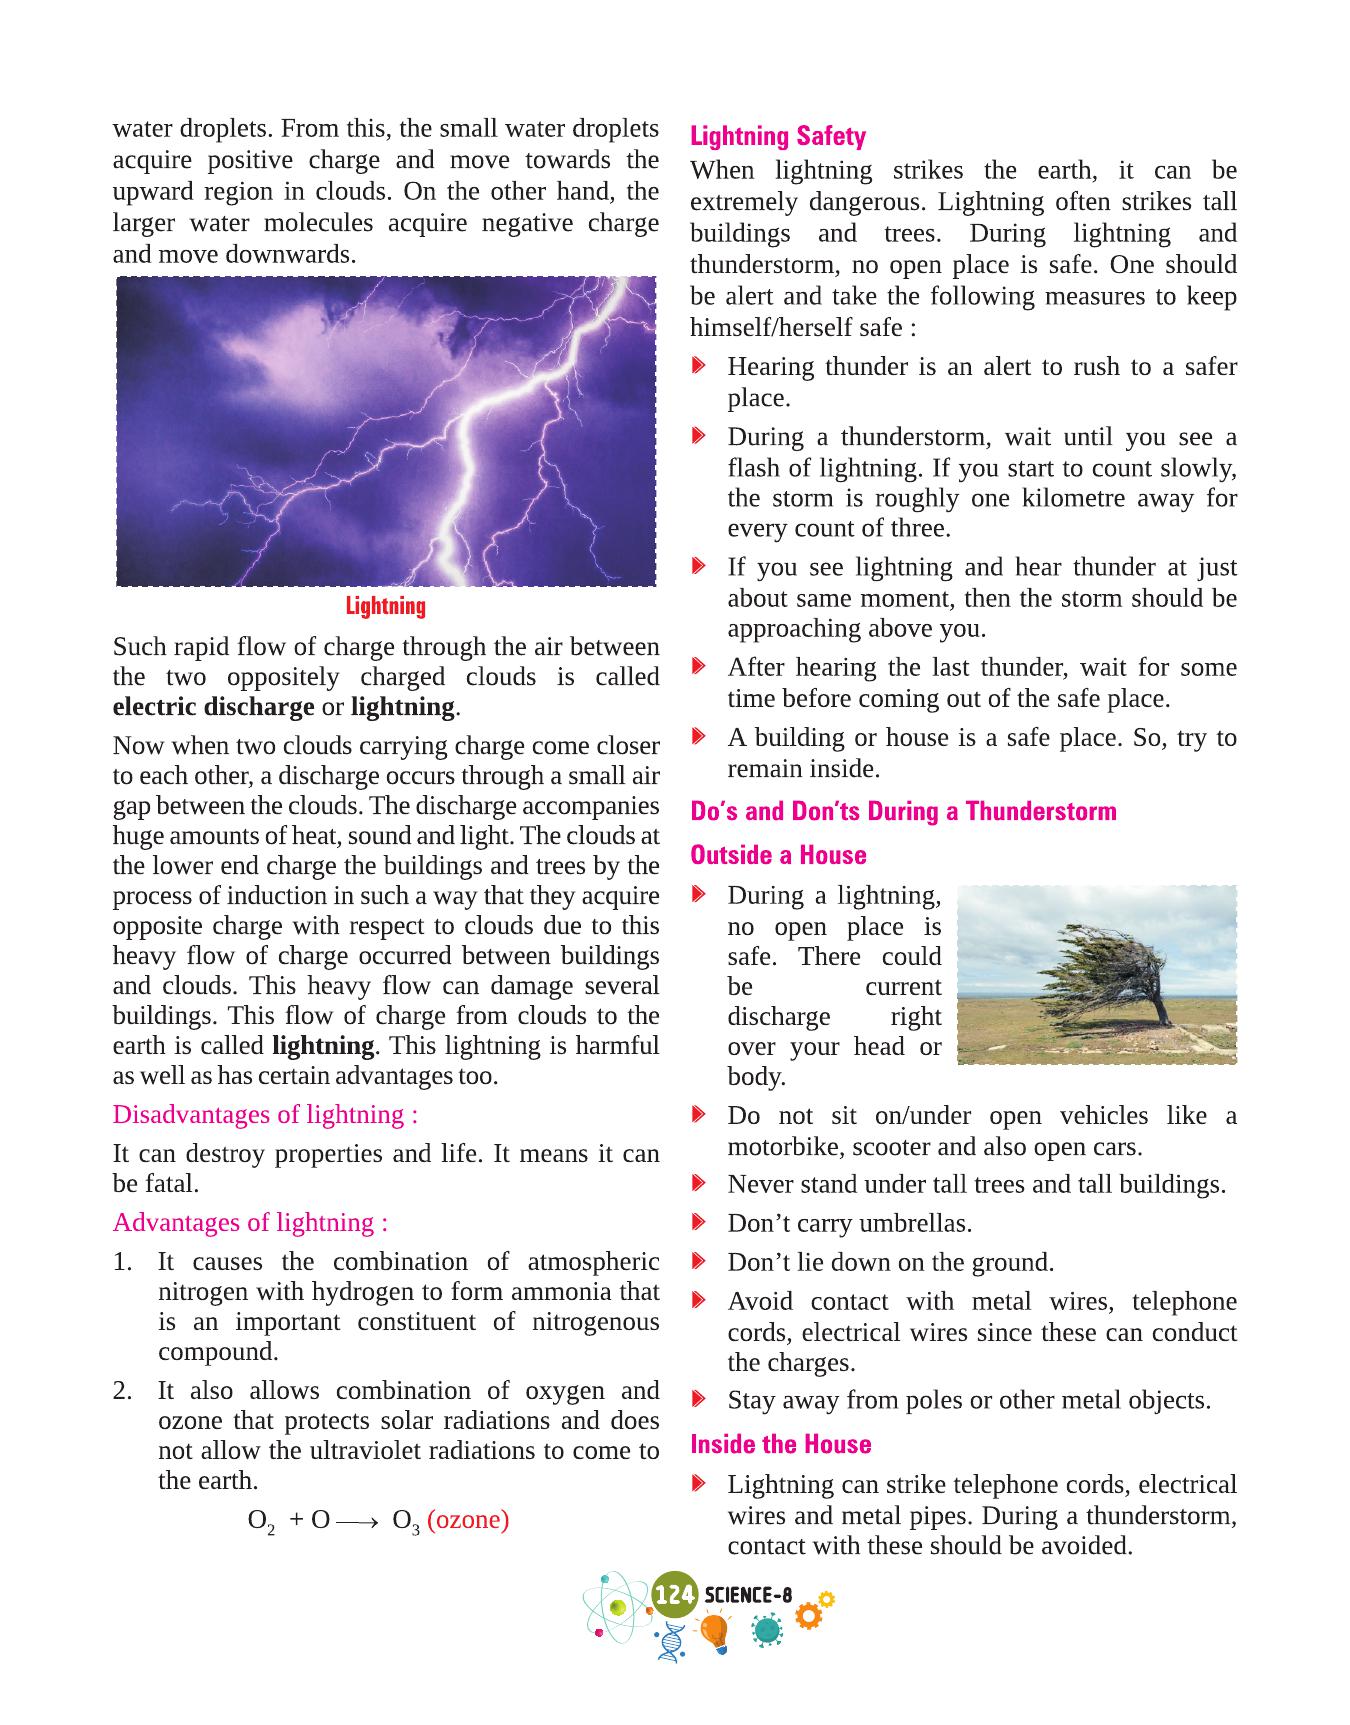 water droplets. From this, the small water droplets
acquire positive charge and move towards the
upward region in clouds. On the other hand, the
larger water molecules acquire negative charge
and move downwards.
Lightning
Such rapid flow of charge through the air between
the two oppositely charged clouds is called
electric discharge or lightning.
Now when two clouds carrying charge come closer
to each other, a discharge occurs through a small air
gap between the clouds. The discharge accompanies
huge amounts of heat, sound and light. The clouds at
the lower end charge the buildings and trees by the
process of induction in such a way that they acquire
opposite charge with respect to clouds due to this
heavy flow of charge occurred between buildings
and clouds. This heavy flow can damage several
buildings. This flow of charge from clouds to the
earth is called lightning. This lightning is harmful
as well as has certain advantages too.
Disadvantages of lightning :
It can destroy properties and life. It means it can
be fatal.
Advantages of lightning :
1. It causes the combination of atmospheric
nitrogen with hydrogen to form ammonia that
is an important constituent of nitrogenous
compound.
2. It also allows combination of oxygen and
ozone that protects solar radiations and does
not allow the ultraviolet radiations to come to
the earth.
O₂ + O ⟶ O₃ (ozone)
Lightning Safety
When lightning strikes the earth, it can be
extremely dangerous. Lightning often strikes tall
buildings and trees. During lightning and
thunderstorm, no open place is safe. One should
be alert and take the following measures to keep
himself/herself safe :
Hearing thunder is an alert to rush to a safer
place.
During a thunderstorm, wait until you see a
flash of lightning. If you start to count slowly,
the storm is roughly one kilometre away for
every count of three.
If you see lightning and hear thunder at just
about same moment, then the storm should be
approaching above you.
After hearing the last thunder, wait for some
time before coming out of the safe place.
A building or house is a safe place. So, try to
remain inside.
Do's and Don'ts During a Thunderstorm
Outside a House
During a lightning,
no open place is
safe. There could
be current
discharge right
over your head or
body.
Do not sit on/under open vehicles like a
motorbike, scooter and also open cars.
Never stand under tall trees and tall buildings.
Don't carry umbrellas.
Don't lie down on the ground.
Avoid contact with metal wires, telephone
cords, electrical wires since these can conduct
the charges.
Stay away from poles or other metal objects.
Inside the House
Lightning can strike telephone cords, electrical
wires and metal pipes. During a thunderstorm,
contact with these should be avoided.
124 SCIENCE-8